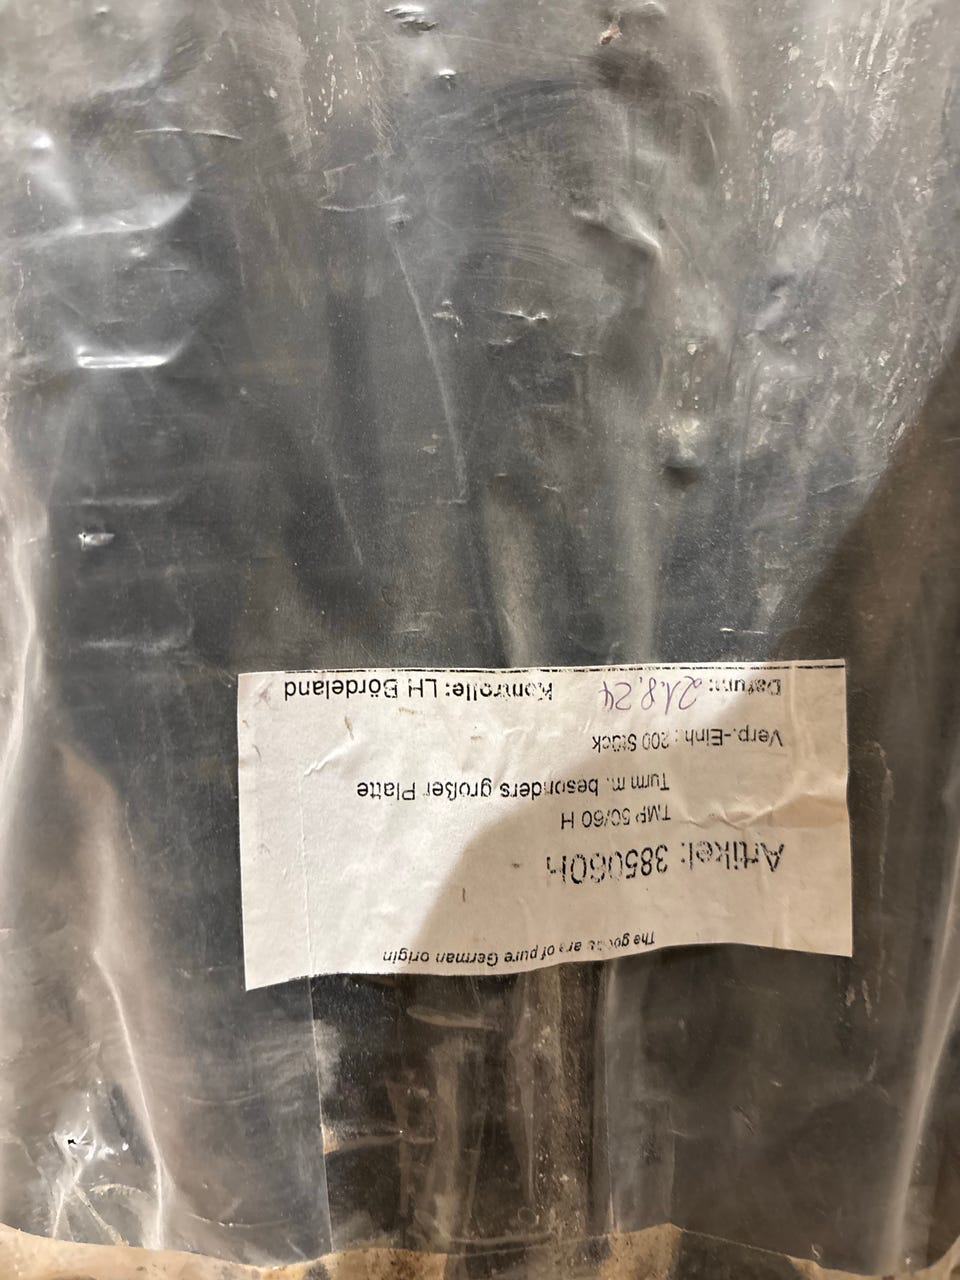 The goods are of pure German origin
Artikel: 385060h
TMP 50/60 H
Turm m. besonders großer Platte
Verp.-Einh.: 200 Stück
Datum: 21.8.24 Kontrolle: LH Bördeland